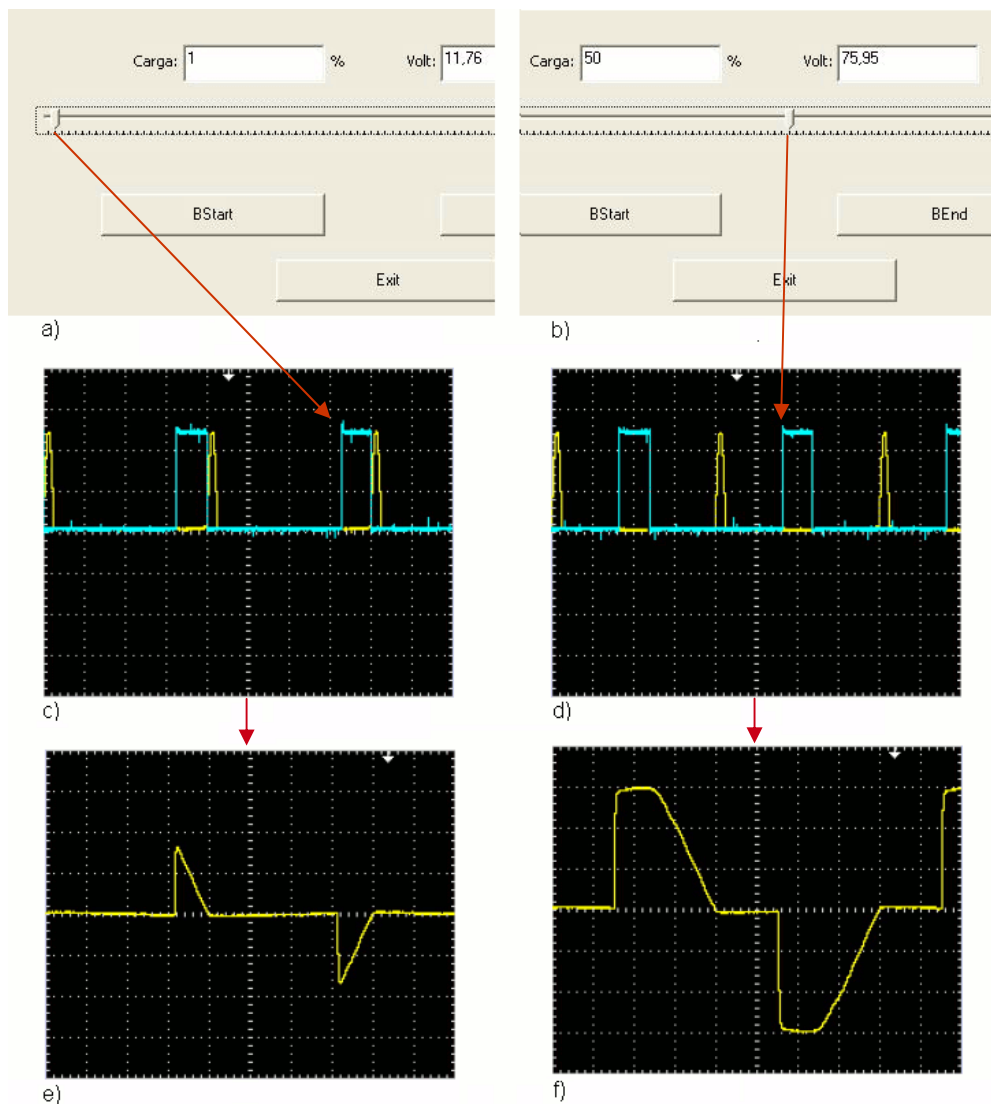 Carga: 1 % Volt: 11,76
BStart
Exit
a)
Carga: 50 % Volt: 75,95
BStart BEnd
Exit
b)
c)
d)
e)
f)